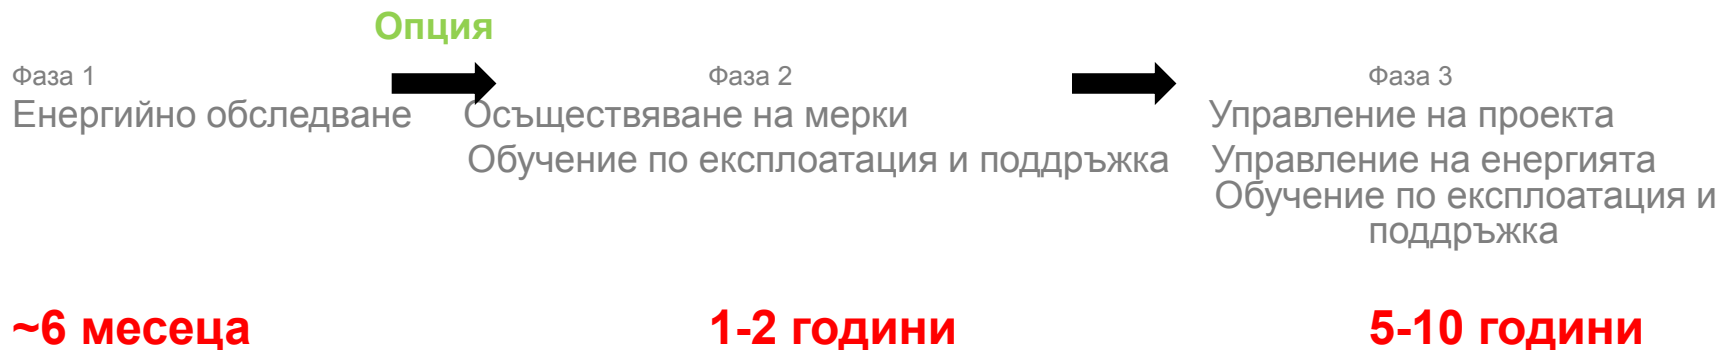 Опция
Фаза 1
Енергийно обследване
Фаза 2
Осъществяване на мерки
Обучение по експлоатация и поддръжка
Фаза 3
Управление на проекта
Управление на енергията
Обучение по експлоатация и
поддръжка
~6 месеца
1-2 години
5-10 години